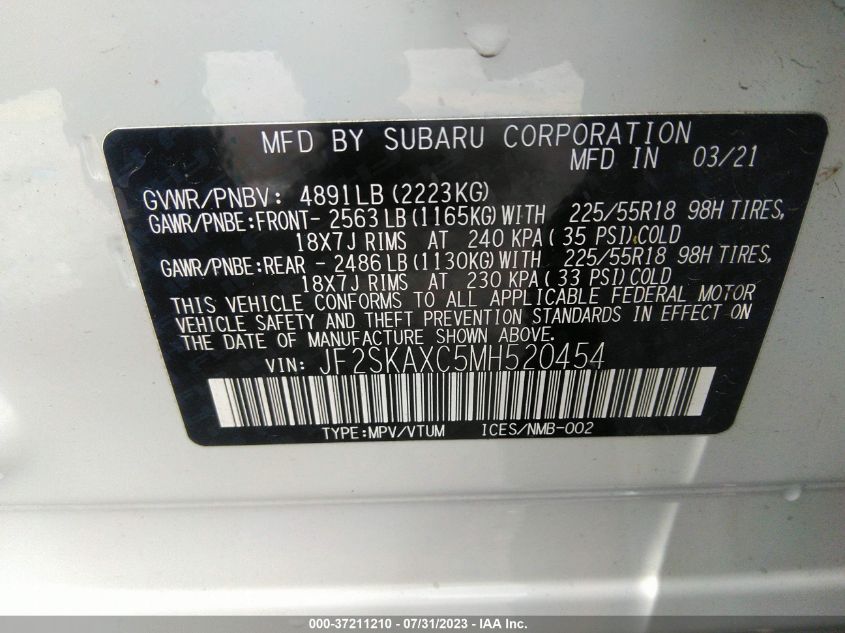 MFD BY SUBARU CORPORATION
MFD IN 03/21
GVWR/PNBV: 4891LB (2223KG)
GAWR/PNBE:FRONT- 2563 LB (1165KG) WITH 225/55R18 98H TIRES,
18X7J RIMS AT 240 KPA ( 35 PSI) COLD
GAWR/PNBE:REAR - 2486 LB (1130KG) WITH 225/55R18 98H TIRES,
18X7J RIMS AT 230 KPA ( 33 PSI) COLD
THIS VEHICLE CONFORMS TO ALL APPLICABLE FEDERAL MOTOR
VEHICLE SAFETY AND THEFT PREVENTION STANDARDS IN EFFECT ON
THE DATE OF MANUFACTURE SHOWN ABOVE.
VIN: JF2SKAXC5MH520454
TYPE:MPV/VTUM ICES/NMB-002
000-37211210 - 07/31/2023 - IAA Inc.